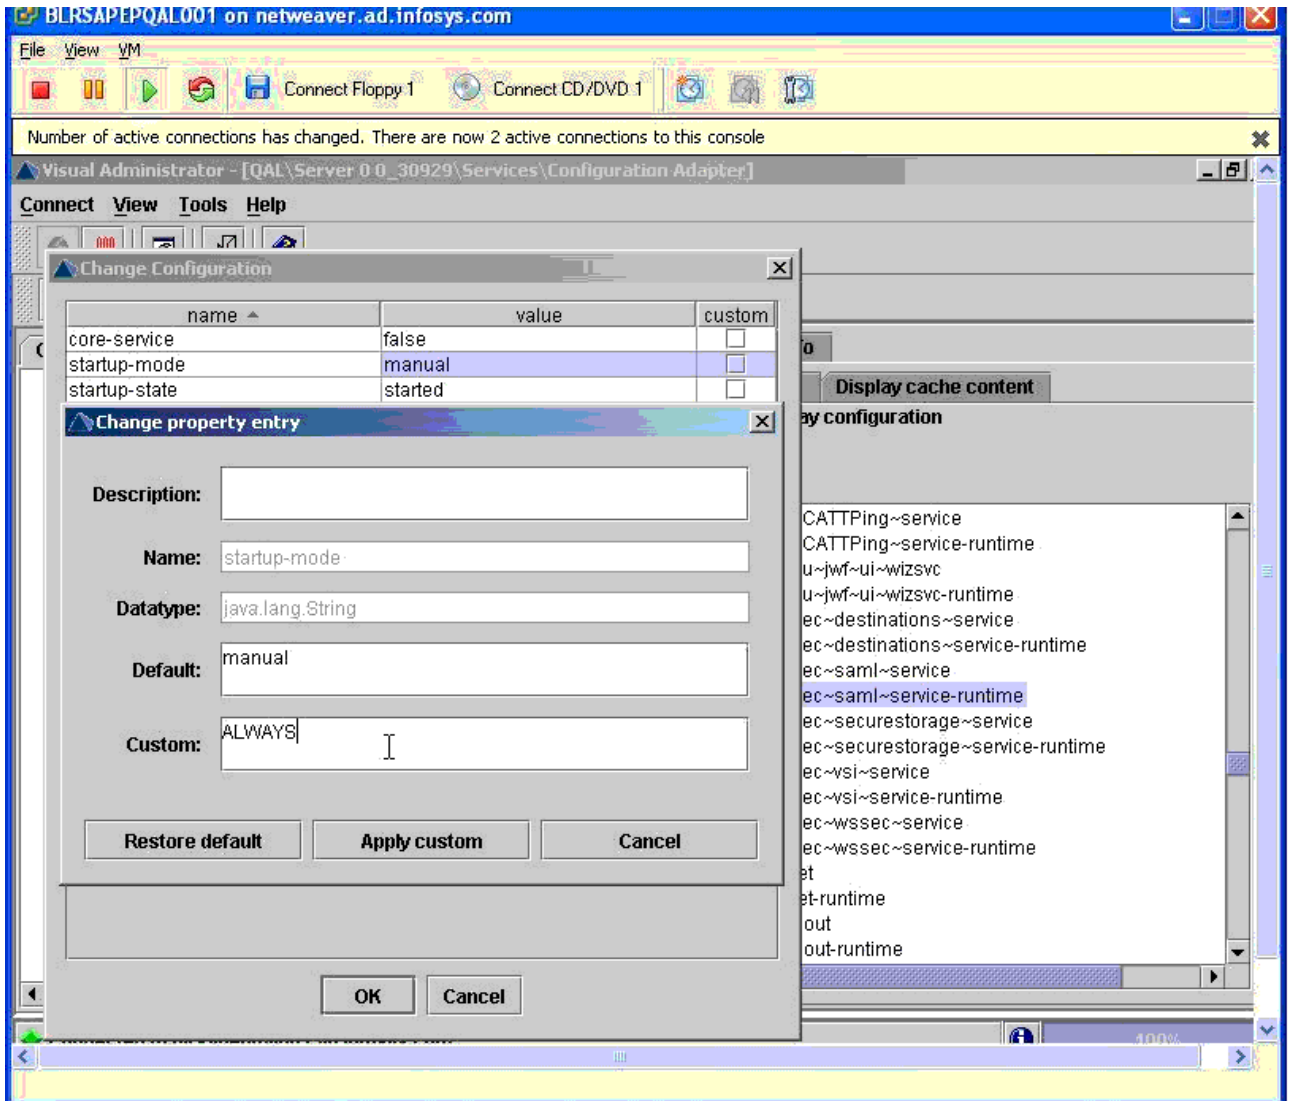 BLRSAPEPQAL001 on netweaver.ad.infosys.com
File View VM
Connect Floppy 1 Connect CD/DVD 1
Number of active connections has changed. There are now 2 active connections to this console
Visual Administrator - [QAL\Server 0 0_30929\Services\Configuration Adapter]
Connect View Tools Help
Change Configuration
name value custom
core-service false
startup-mode manual
startup-state started
Display cache content
Change property entry
ay configuration
Description:
Name: startup-mode
Datatype: java.lang.String
Default: manual
Custom: ALWAYS
Restore default Apply custom Cancel
CATTPing~service
CATTPing~service-runtime
u~jwf~ui~wizsvc
u~jwf~ui~wizsvc-runtime
ec~destinations~service
ec~destinations~service-runtime
ec~saml~service
ec~saml~service-runtime
ec~securestorage~service
ec~securestorage~service-runtime
ec~vsi~service
ec~vsi~service-runtime
ec~wssec~service
ec~wssec~service-runtime
et
et-runtime
out
out-runtime
OK Cancel
100%